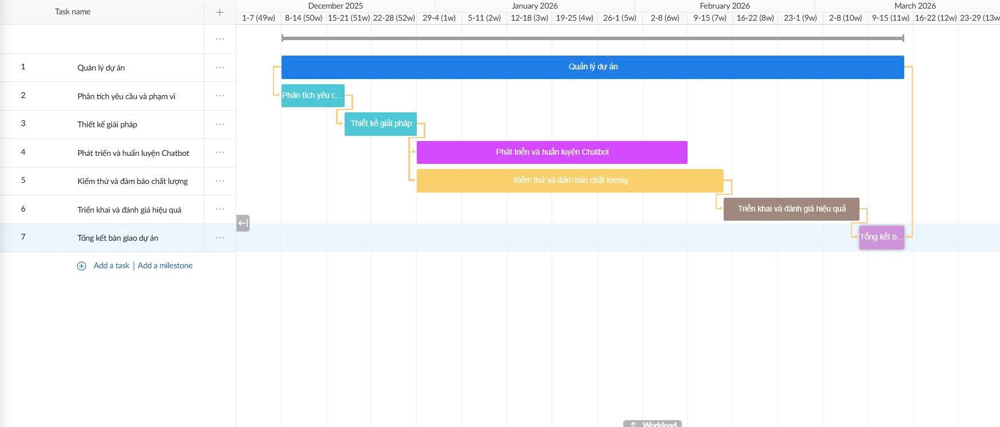 Task name
December 2025 January 2026 February 2026 March 2026
1-7 (49w) 8-14 (50w) 15-21 (51w) 22-28 (52w) 29-4 (1w) 5-11 (2w) 12-18 (3w) 19-25 (4w) 26-1 (5w) 2-8 (6w) 9-15 (7w) 16-22 (8w) 23-1 (9w) 2-8 (10w) 9-15 (11w) 16-22 (12w) 23-29 (13w
1 Quản lý dự án Quản lý dự án
2 Phân tích yêu cầu và phạm vi Phân tích yêu c...
3 Thiết kế giải pháp Thiết kế giải pháp
4 Phát triển và huấn luyện Chatbot Phát triển và huấn luyện Chatbot
5 Kiểm thử và đảm bảo chất lượng Kiểm thử và đảm bảo chất lượng
6 Triển khai và đánh giá hiệu quả Triển khai và đánh giá hiệu quả
7 Tổng kết bàn giao dự án Tổng kết b...
Add a task | Add a milestone
Workload